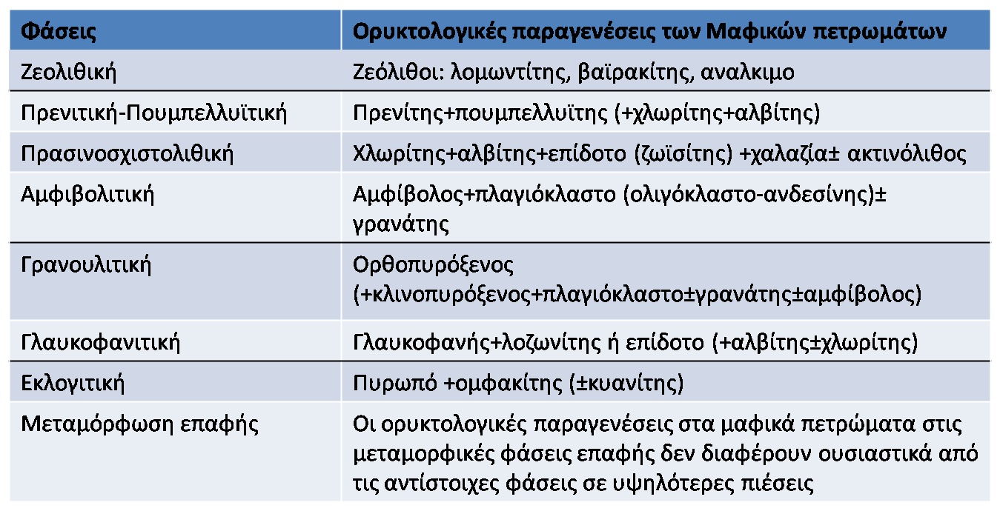 Φάσεις Ορυκτολογικές παραγενέσεις των Μαφικών πετρωμάτων
Ζεολιθική Ζεόλιθοι: λομωντίτης, βαϊρακίτης, αναλκιμο
Πρενιτική-Πουμπελλυϊτική Πρενίτης+πουμπελλυϊτης (+χλωρίτης+αλβίτης)
Πρασινοσχιστολιθική Χλωρίτης+αλβίτης+επίδοτο (ζωϊσίτης) +χαλαζία± ακτινόλιθος
Αμφιβολιτική Αμφίβολος+πλαγιόκλαστο (ολιγόκλαστο-ανδεσίνης)±
γρανάτης
Γρανουλιτική Ορθοπυρόξενος
(+κλινοπυρόξενος+πλαγιόκλαστο±γρανάτης±αμφίβολος)
Γλαυκοφανιτική Γλαυκοφανής+λοζωνίτης ή επίδοτο (+αλβίτης±χλωρίτης)
Εκλογιτική Πυρωπό +ομφακίτης (±κυανίτης)
Μεταμόρφωση επαφής Οι ορυκτολογικές παραγενέσεις στα μαφικά πετρώματα στις
μεταμορφικές φάσεις επαφής δεν διαφέρουν ουσιαστικά από
τις αντίστοιχες φάσεις σε υψηλότερες πιέσεις